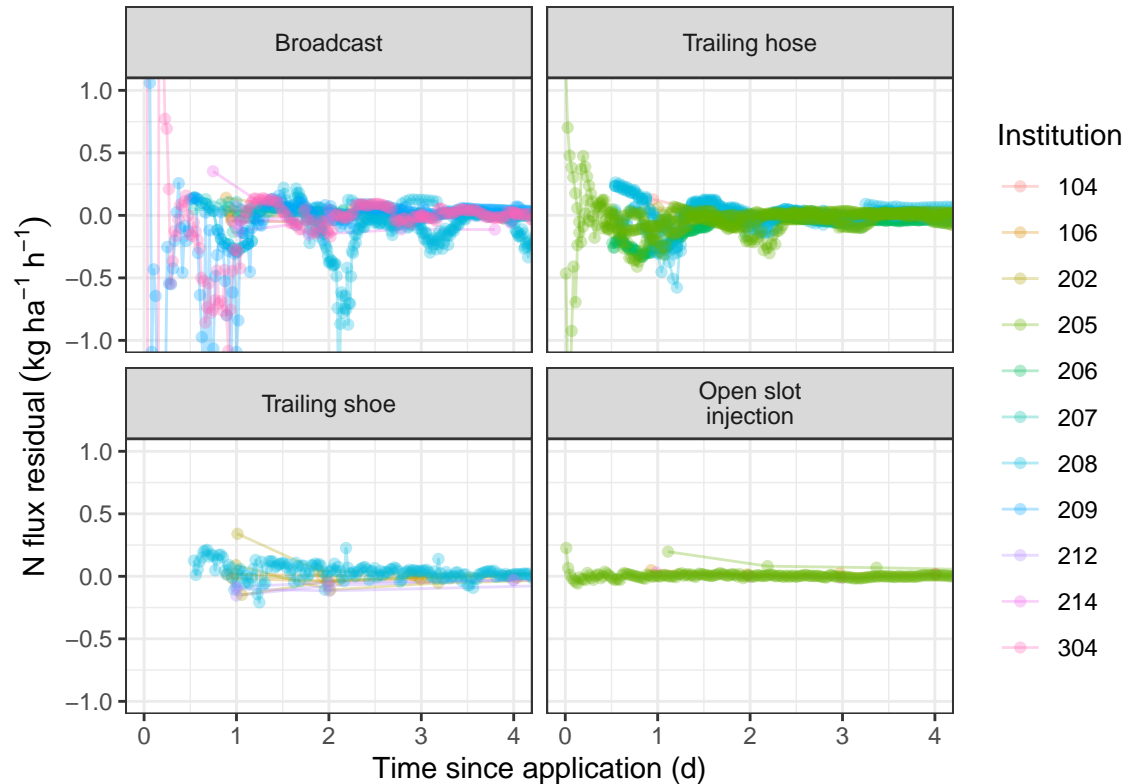 Broadcast
Trailing hose
1.0
0.5
0.0
−0.5
−1.0
Trailing shoe
Open slot
injection
1.0
0.5
0.0
−0.5
−1.0
0 1 2 3 4
0 1 2 3 4
Time since application (d)
N flux residual (kg ha⁻¹ h⁻¹)
Institution
104
106
202
205
206
207
208
209
212
214
304